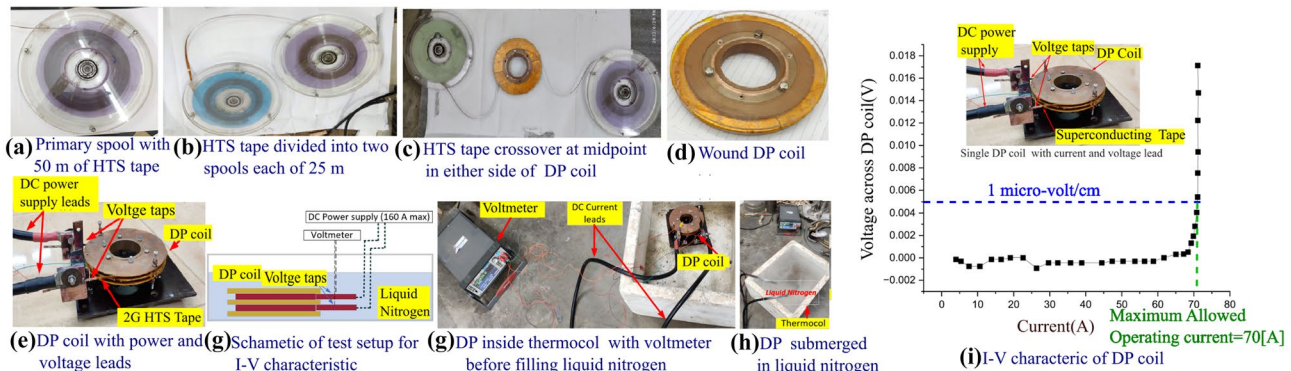 (a) Primary spool with
50 m of HTS tape
(b) HTS tape divided into two
spools each of 25 m
(c) HTS tape crossover at midpoint
in either side of DP coil
(d) Wound DP coil
DC power
supply leads
Voltge taps
DP coil
2G HTS Tape
(e) DP coil with power and
voltage leads
DC Power supply (160 A max)
Voltmeter
DP coil
Voltge taps
Liquid
Nitrogen
(g) Schametic of test setup for
I-V characteristic
Voltmeter
DC Current
leads
DP coil
(g) DP inside thermocol with voltmeter
before filling liquid nitrogen
Liquid Nitrogen
Thermocol
(h) DP submerged
in liquid nitrogen
Voltage across DP coil(V)
0.018
0.016
0.014
0.012
0.010
0.008
0.006
0.004
0.002
0.000
−0.002
DC power
supply
Voltge taps
DP Coil
Superconducting Tape
Single DP coil with current and voltage lead
1 micro-volt/cm
0 10 20 30 40 50 60 70 80
Current(A)
Maximum Allowed
Operating current=70[A]
(i) I-V characteric of DP coil